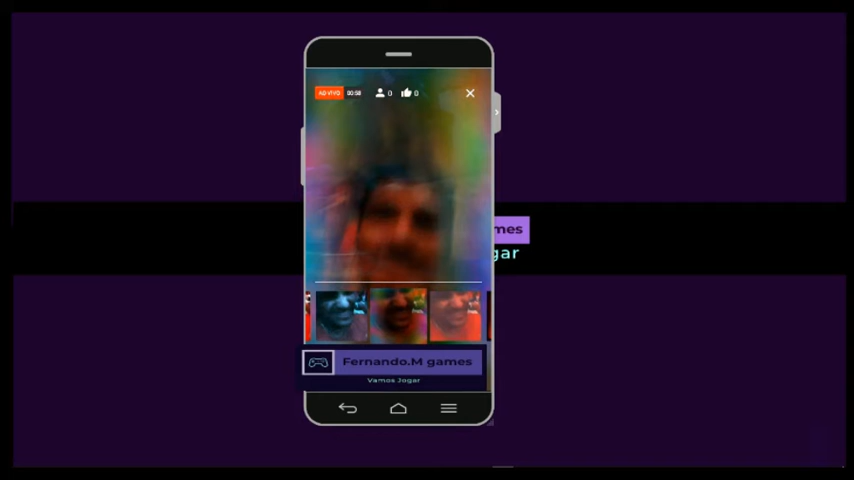 AO VIVO 00:58 0 0
mes
gar
Fernando.M games
Vamos Jogar